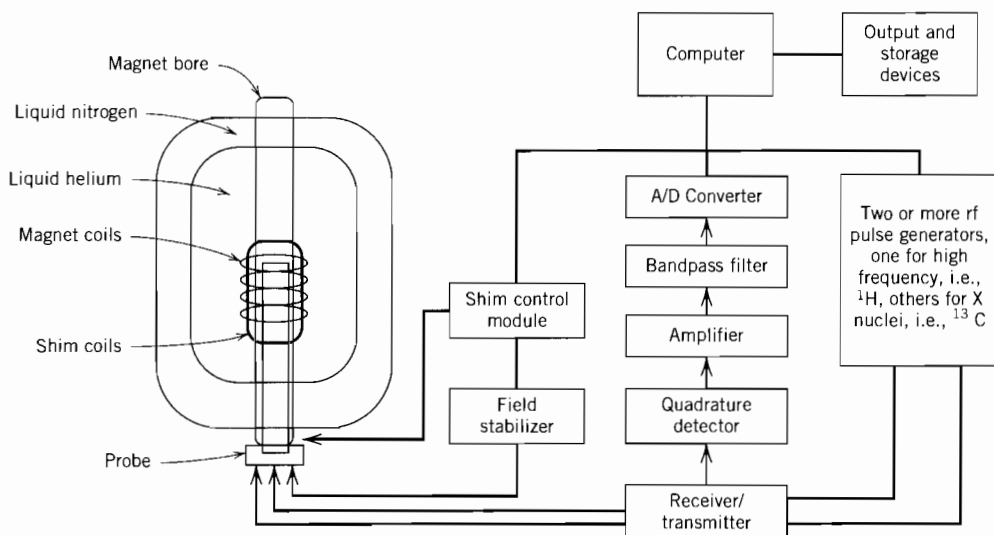 Magnet bore
Liquid nitrogen
Liquid helium
Magnet coils
Shim coils
Probe
Computer
Output and
storage
devices
A/D Converter
Bandpass filter
Amplifier
Quadrature
detector
Receiver/
transmitter
Shim control
module
Field
stabilizer
Two or more rf
pulse generators,
one for high
frequency, i.e.,
¹H, others for X
nuclei, i.e., ¹³ C